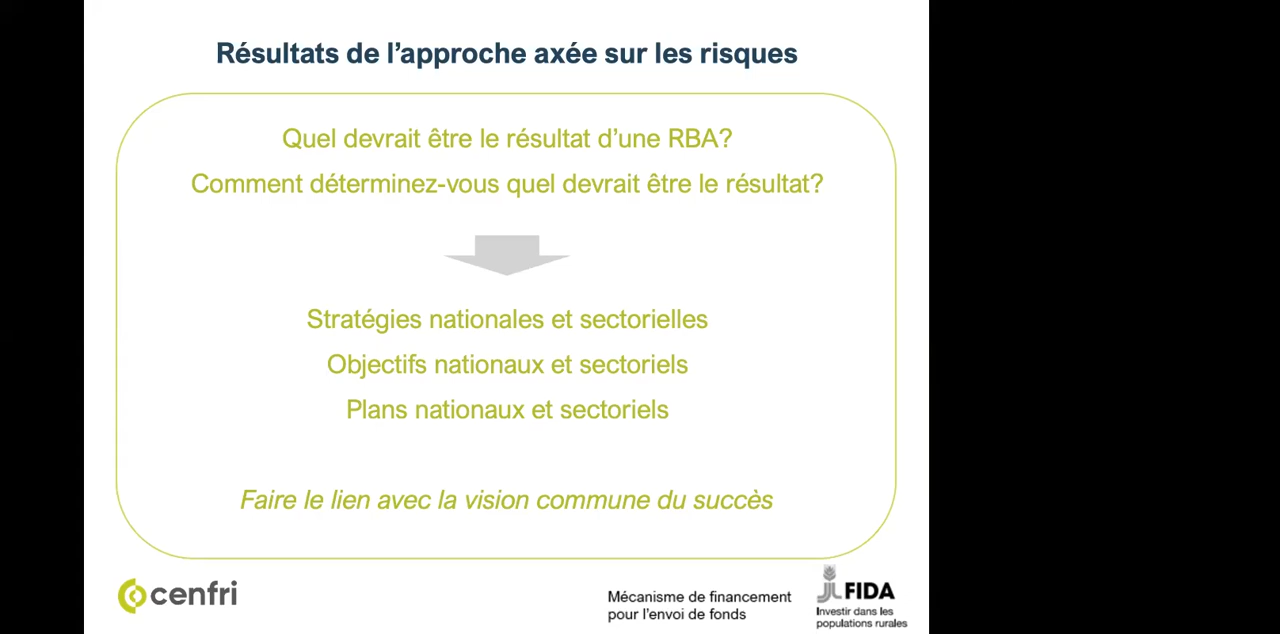 Résultats de l’approche axée sur les risques
Quel devrait être le résultat d’une RBA?
Comment déterminez-vous quel devrait être le résultat?
Stratégies nationales et sectorielles
Objectifs nationaux et sectoriels
Plans nationaux et sectoriels
Faire le lien avec la vision commune du succès
cenfri
Mécanisme de financement
pour l'envoi de fonds
FIDA
Investir dans les
populations rurales